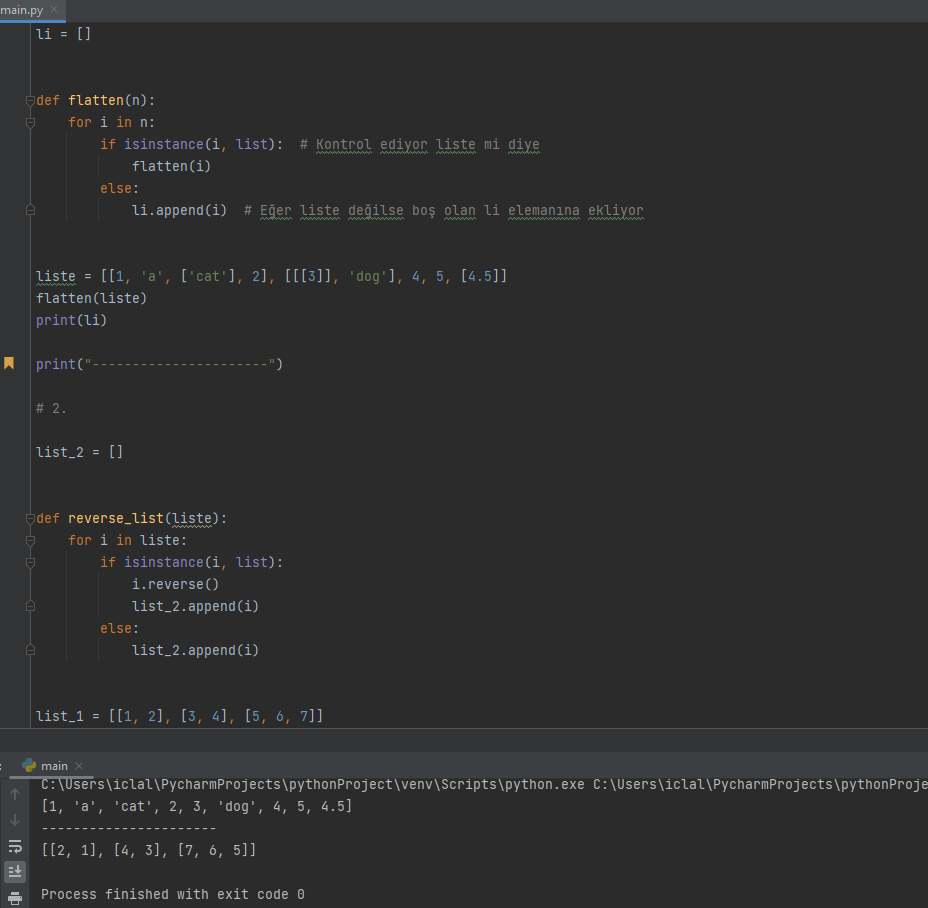 main.py
li = []
def flatten(n):
    for i in n:
        if isinstance(i, list):  # Kontrol ediyor liste mi diye
            flatten(i)
        else:
            li.append(i)  # Eğer liste değilse boş olan li elemanına ekliyor
liste = [[1, 'a', ['cat'], 2], [[[3]], 'dog'], 4, 5, [4.5]]
flatten(liste)
print(li)
print("----------------------")
# 2.
list_2 = []
def reverse_list(liste):
    for i in liste:
        if isinstance(i, list):
            i.reverse()
            list_2.append(i)
        else:
            list_2.append(i)
list_1 = [[1, 2], [3, 4], [5, 6, 7]]
main
C:\Users\iclal\PycharmProjects\pythonProject\venv\Scripts\python.exe C:\Users\iclal\PycharmProjects\pythonProje
[1, 'a', 'cat', 2, 3, 'dog', 4, 5, 4.5]
----------------------
[[2, 1], [4, 3], [7, 6, 5]]
Process finished with exit code 0